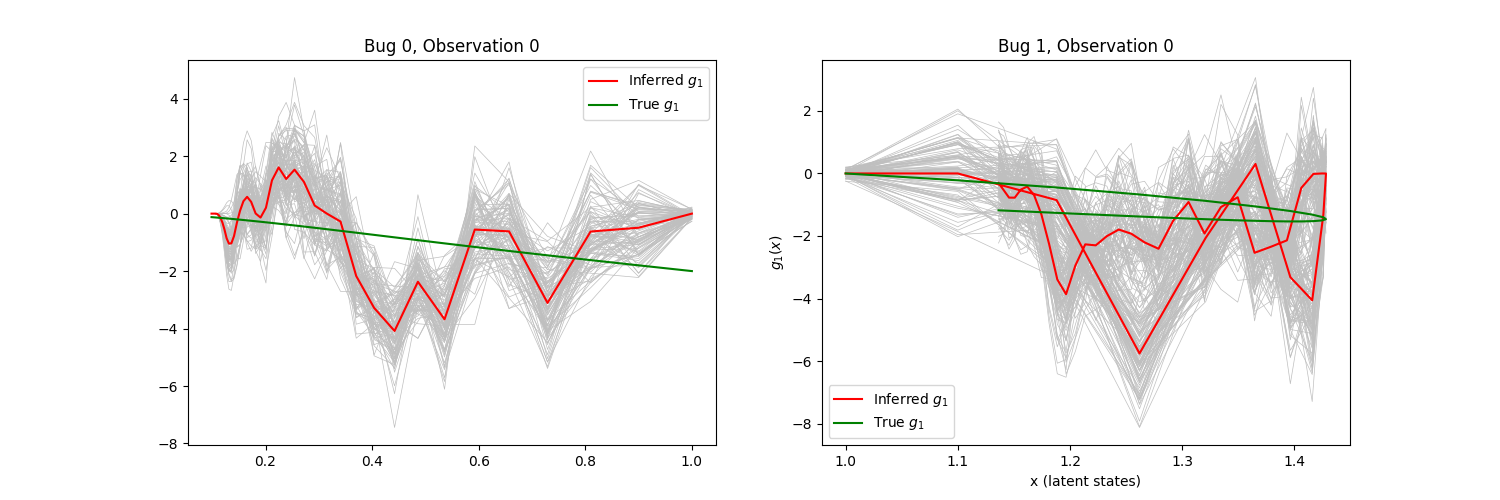 Bug 0, Observation 0
4
2
0
−2
−4
−6
−8
0.2
0.4
0.6
0.8
1.0
Inferred g₁
True g₁
Bug 1, Observation 0
g₁(x)
2
0
−2
−4
−6
−8
1.0
1.1
1.2
1.3
1.4
x (latent states)
Inferred g₁
True g₁